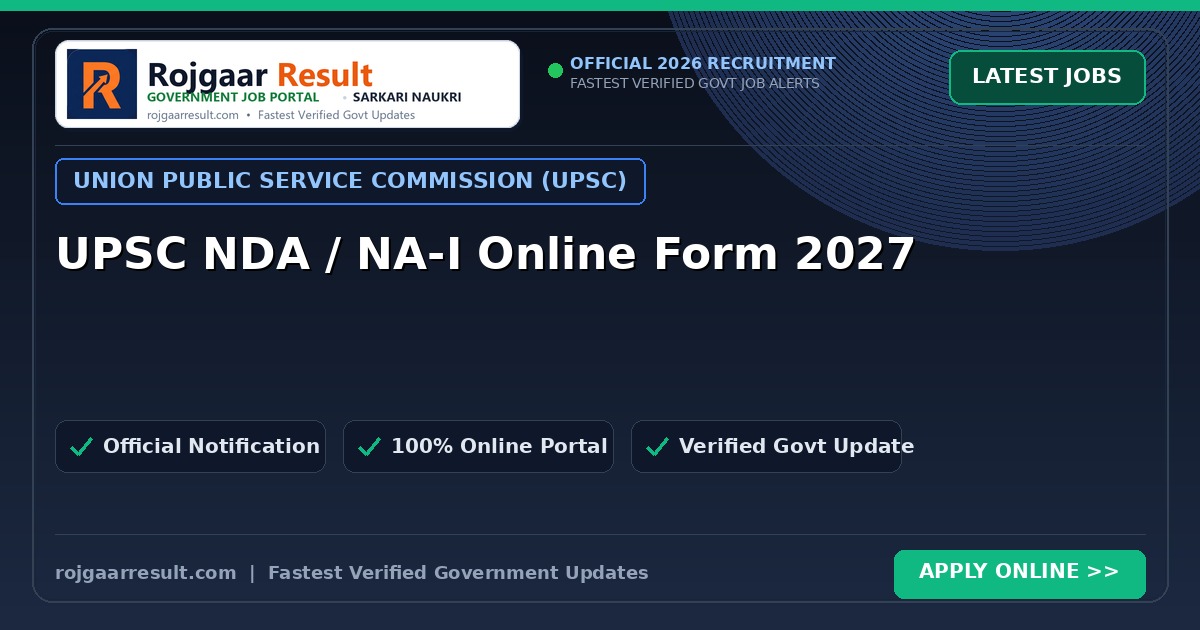 Rojgaar Result
GOVERNMENT JOB PORTAL • SARKARI NAUKRI
rojgaarresult.com • Fastest Verified Govt Updates
OFFICIAL 2026 RECRUITMENT
FASTEST VERIFIED GOVT JOB ALERTS
LATEST JOBS
UNION PUBLIC SERVICE COMMISSION (UPSC)
UPSC NDA / NA-I Online Form 2027
Official Notification
100% Online Portal
Verified Govt Update
rojgaarresult.com | Fastest Verified Government Updates
APPLY ONLINE >>